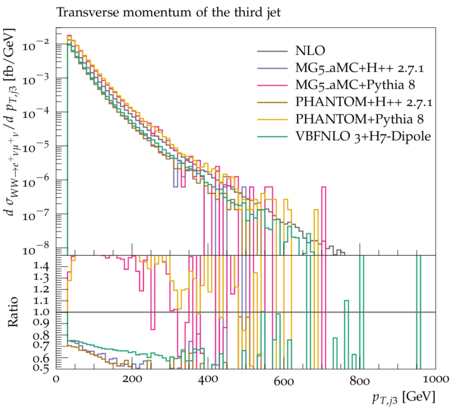 Transverse momentum of the third jet
d σ_{WW→e⁺νμ⁺ν} / d p_{T,j3} [fb/GeV]
10⁻²
10⁻³
10⁻⁴
10⁻⁵
10⁻⁶
10⁻⁷
10⁻⁸
NLO
MG5_aMC+H++ 2.7.1
MG5_aMC+Pythia 8
PHANTOM+H++ 2.7.1
PHANTOM+Pythia 8
VBFNLO 3+H7-Dipole
Ratio
1.4
1.3
1.2
1.1
1.0
0.9
0.8
0.7
0.6
0.5
0 200 400 600 800 1000
p_{T,j3} [GeV]